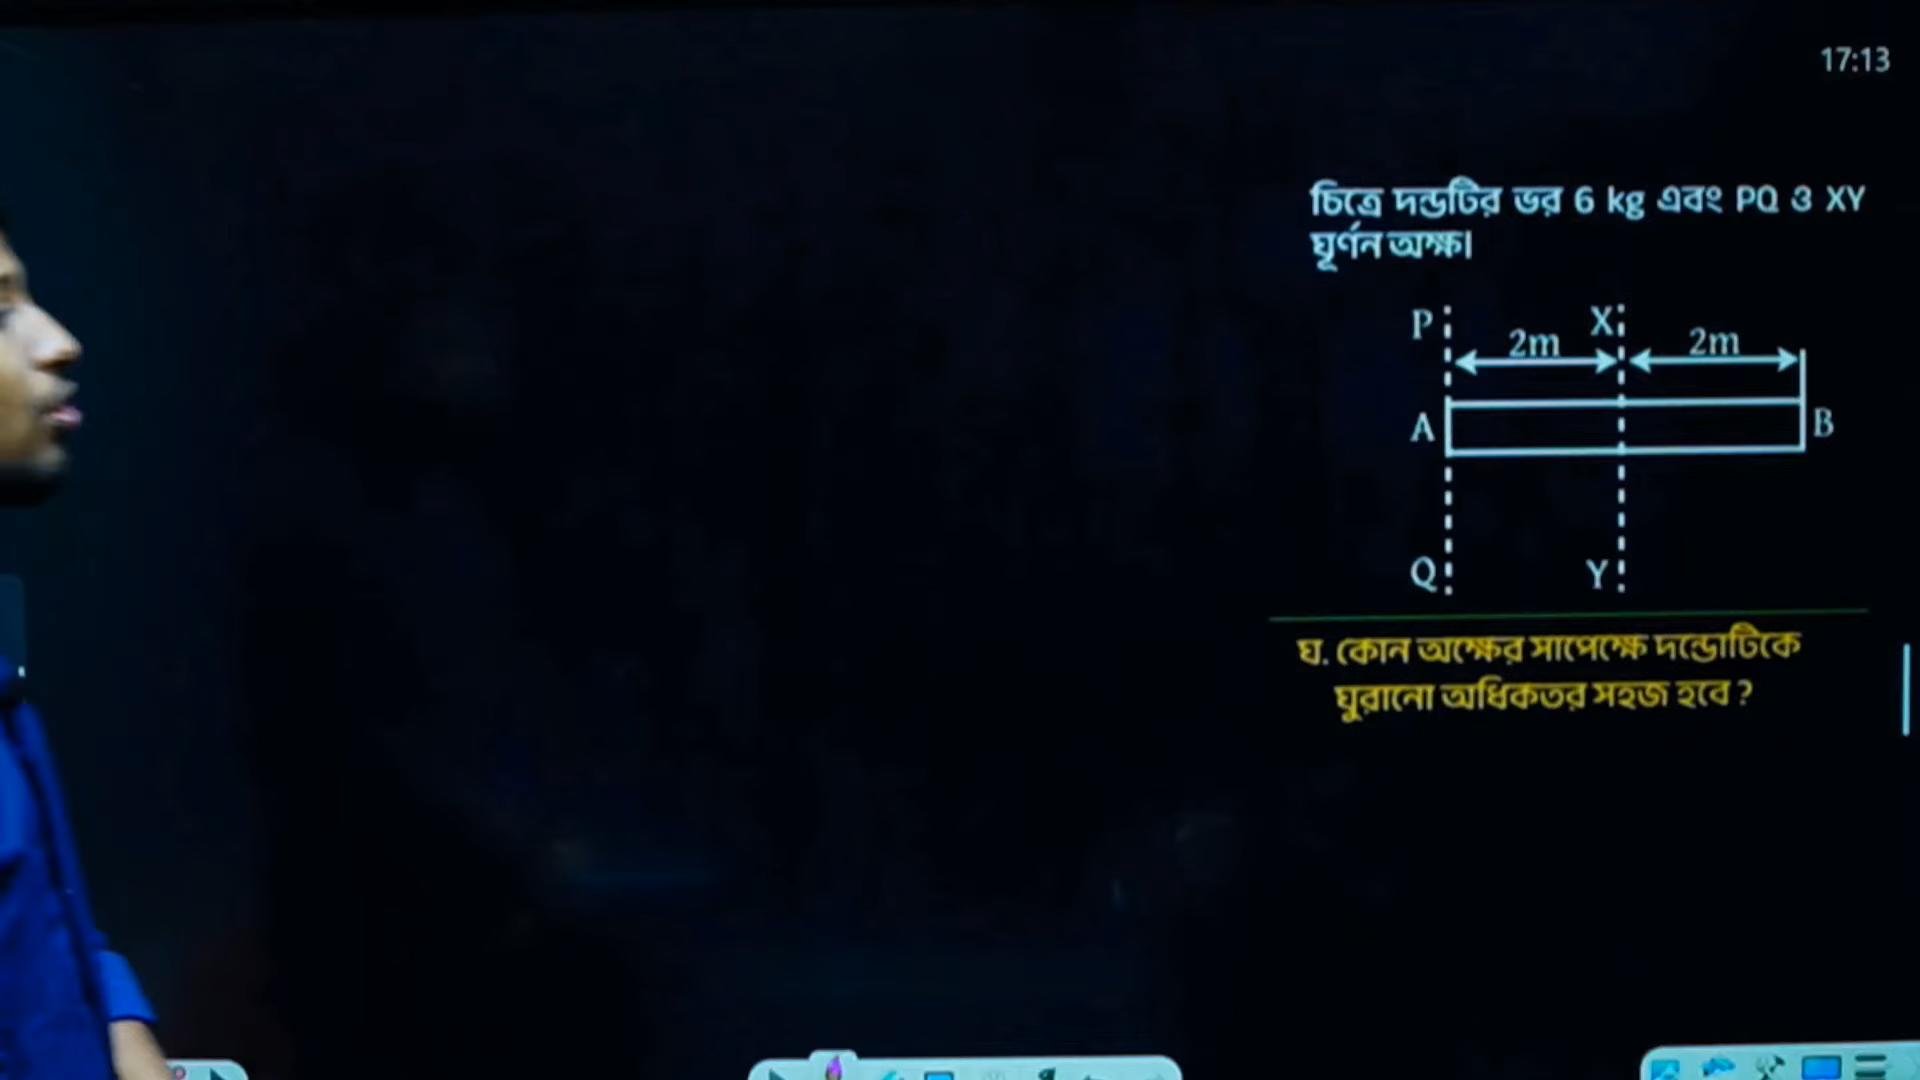 17:13
চিত্রে দন্ডটির ভর 6 kg এবং PQ ও XY
ঘূর্ণন অক্ষ।
P X
2m 2m
A B
Q Y
ঘ. কোন অক্ষের সাপেক্ষে দন্ডোটিকে
ঘুরানো অধিকতর সহজ হবে ?